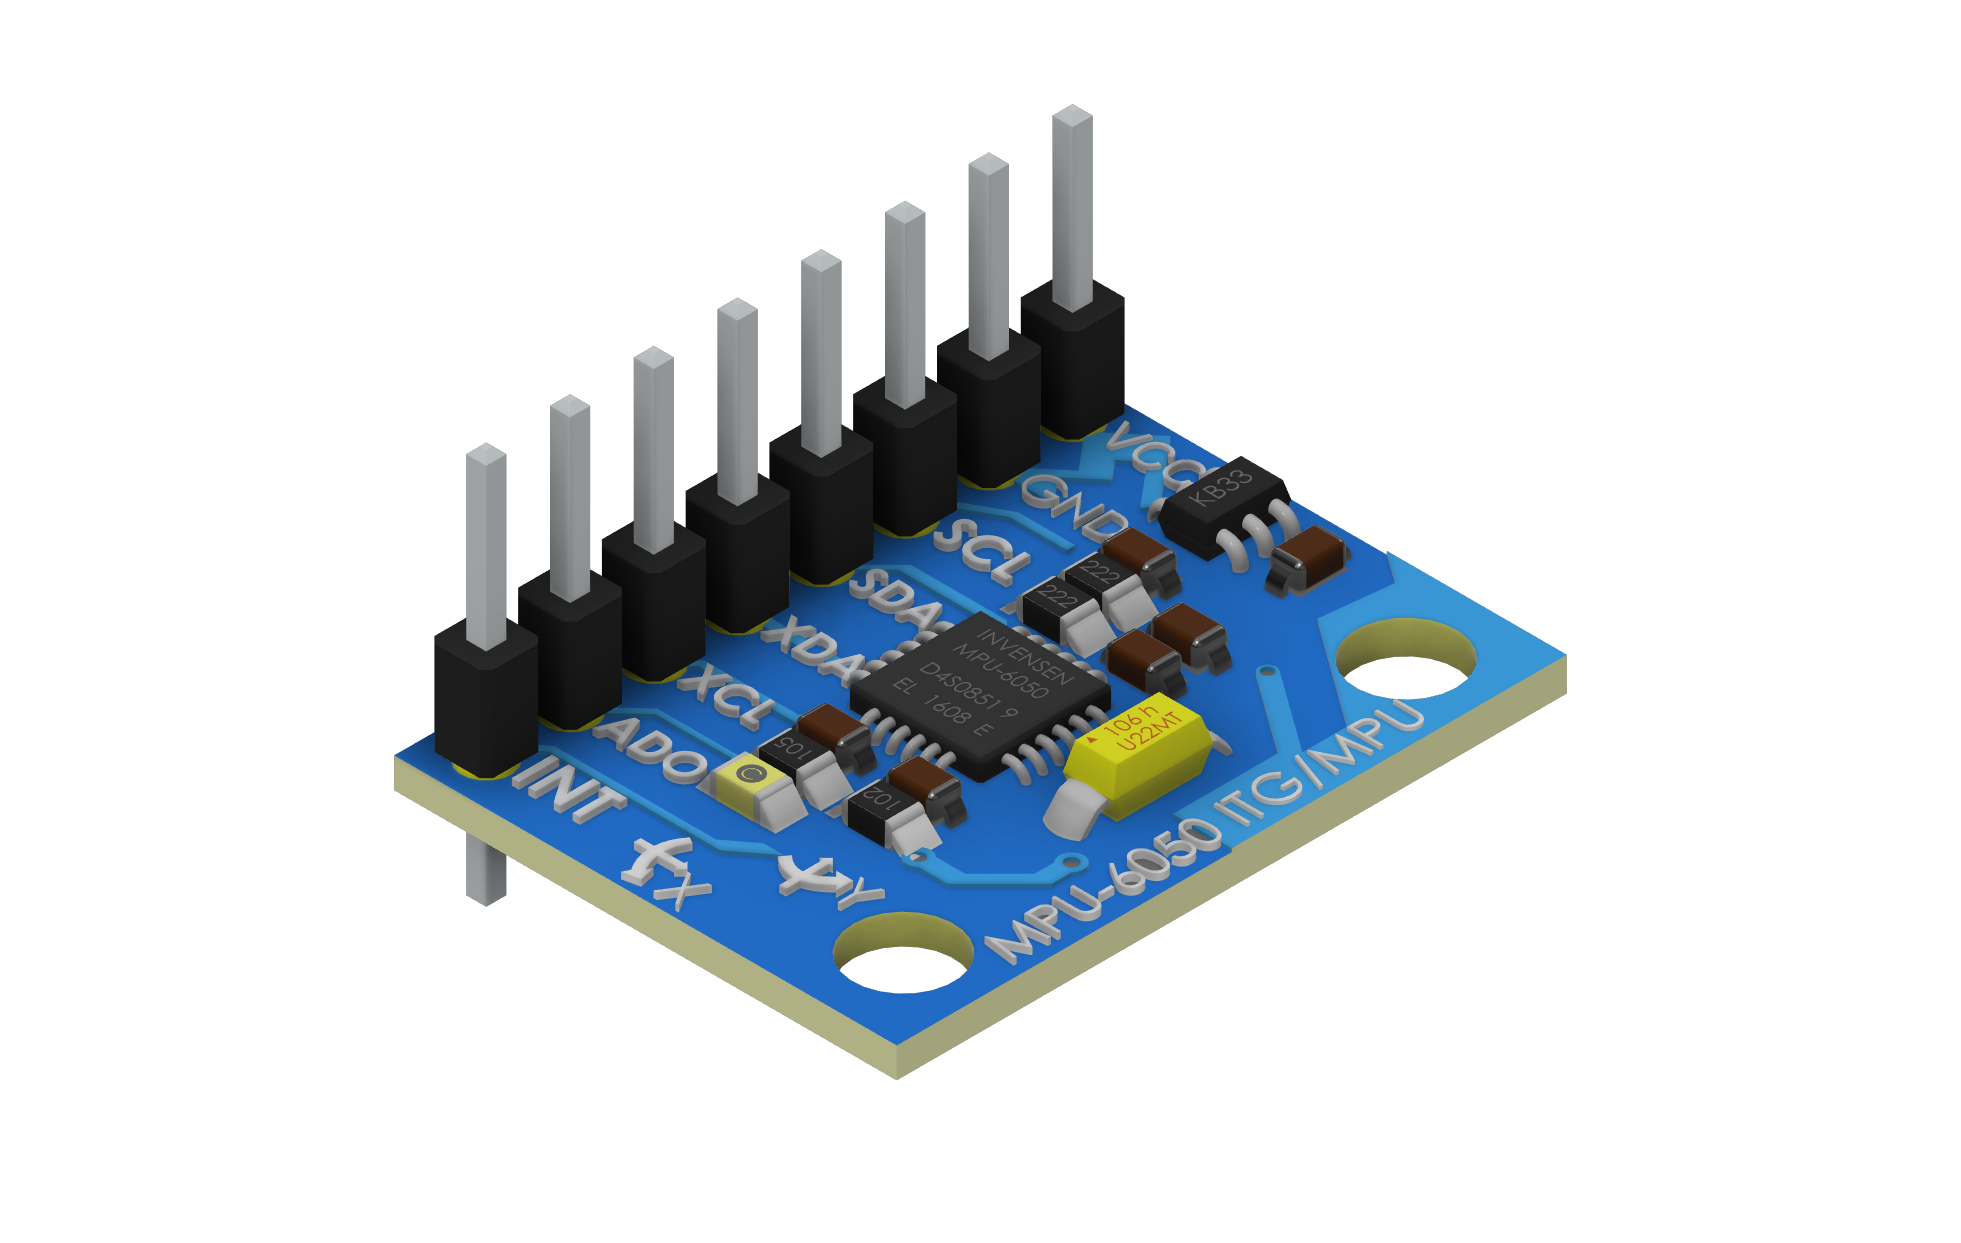 VCC
GND
SCL
SDA
XDA
XCL
ADO
IINT
KB33
222
222
INVENSEN
MPU-6050
D4S0851 9
EL 1608 E
105
102
106 h
U22MT
X
Y
MPU-6050 ITG/MPU